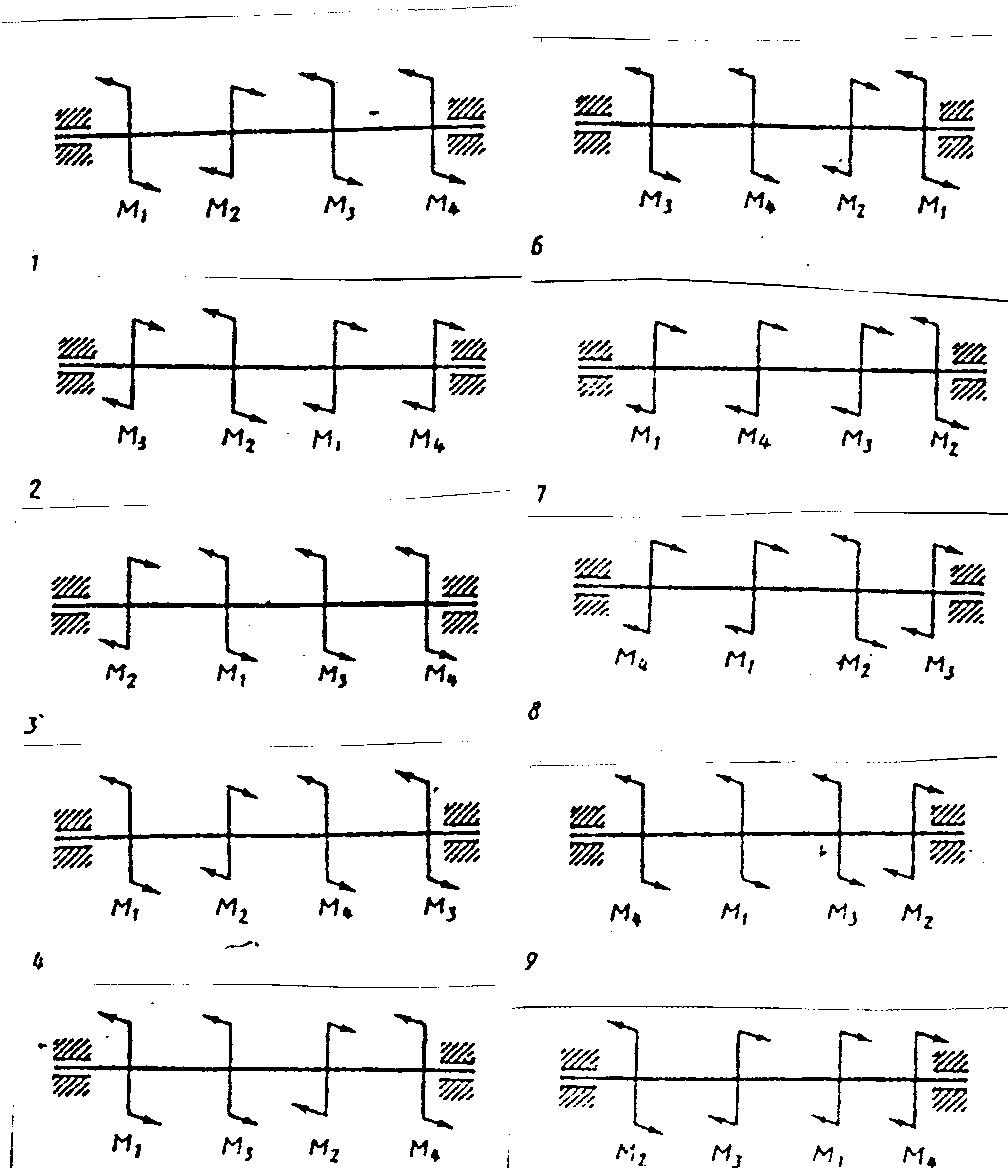 M₁ M₂ M₃ M₄
M₃ M₄ M₂ M₁
1
6
M₃ M₂ M₁ M₄
M₁ M₄ M₃ M₂
2
7
M₂ M₁ M₃ M₄
M₄ M₁ M₂ M₃
3
8
M₁ M₂ M₄ M₃
M₄ M₁ M₃ M₂
4
9
M₁ M₃ M₂ M₄
M₂ M₃ M₁ M₄